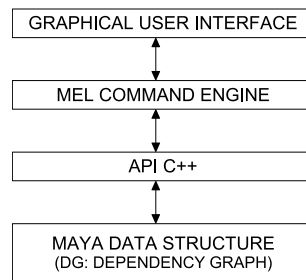 GRAPHICAL USER INTERFACE
MEL COMMAND ENGINE
API C++
MAYA DATA STRUCTURE
(DG: DEPENDENCY GRAPH)